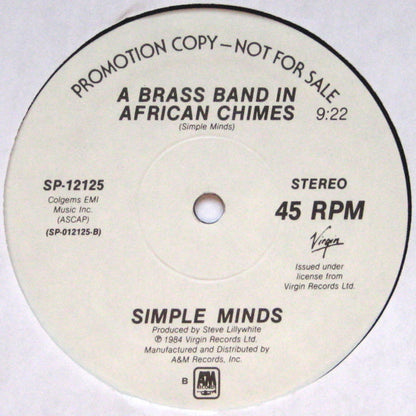 PROMOTION COPY—NOT FOR SALE
A BRASS BAND IN
AFRICAN CHIMES 9:22
(Simple Minds)
SP-12125
Colgems EMI
Music Inc.
(ASCAP)
(SP-012125-B)
STEREO
45 RPM
Virgin
Issued under
license from
Virgin Records Ltd.
SIMPLE MINDS
Produced by Steve Lillywhite
℗ 1984 Virgin Records Ltd.
Manufactured and Distributed by
A&M Records, Inc.
B
A&M
RECORDS